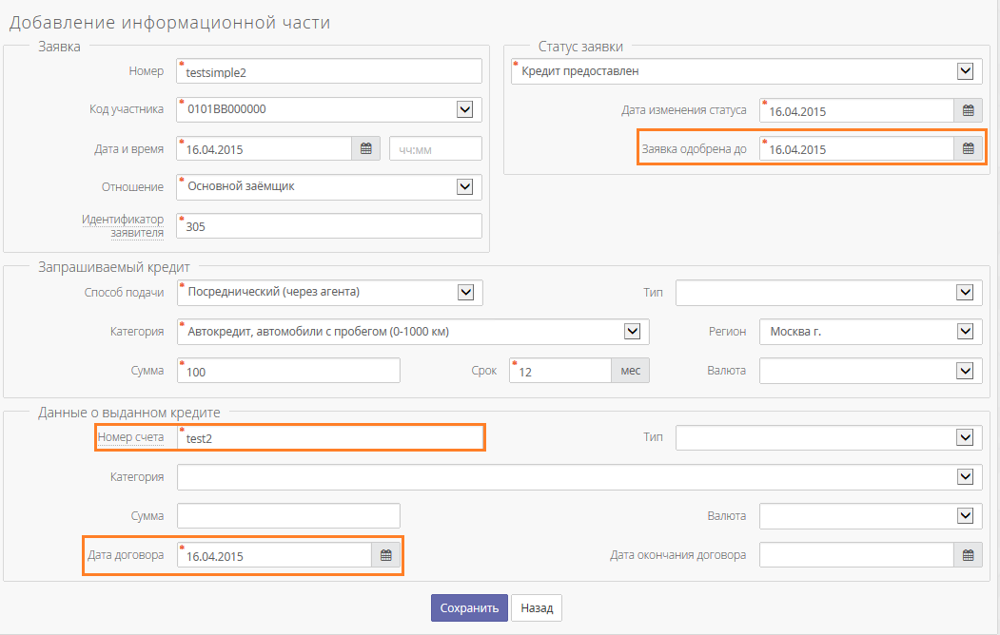 Добавление информационной части
Заявка
Номер * testsimple2
Код участника * 0101BB000000
Дата и время * 16.04.2015 чч:мм
Отношение * Основной заёмщик
Идентификатор
заявителя * 305
Статус заявки
* Кредит предоставлен
Дата изменения статуса * 16.04.2015
Заявка одобрена до * 16.04.2015
Запрашиваемый кредит
Способ подачи * Посреднический (через агента) Тип
Категория * Автокредит, автомобили с пробегом (0-1000 км) Регион Москва г.
Сумма * 100 Срок * 12 мес Валюта
Данные о выданном кредите
Номер счета * test2 Тип
Категория
Сумма Валюта
Дата договора * 16.04.2015 Дата окончания договора
Сохранить Назад